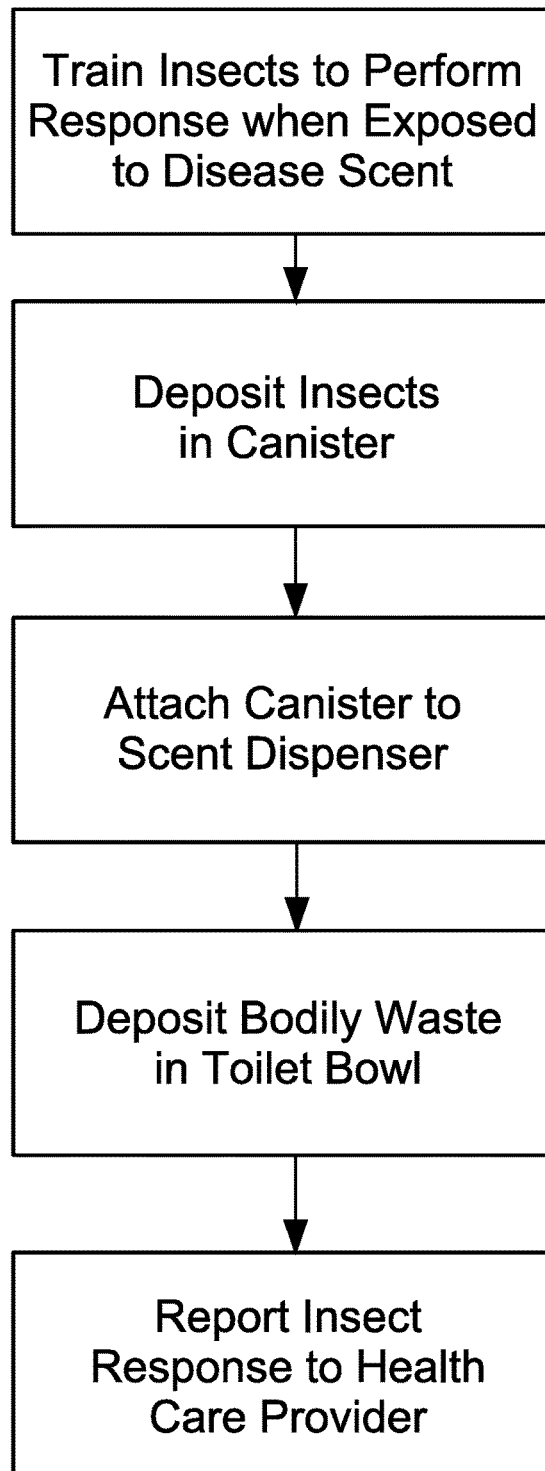 Train Insects to Perform
Response when Exposed
to Disease Scent
Deposit Insects
in Canister
Attach Canister to
Scent Dispenser
Deposit Bodily Waste
in Toilet Bowl
Report Insect
Response to Health
Care Provider